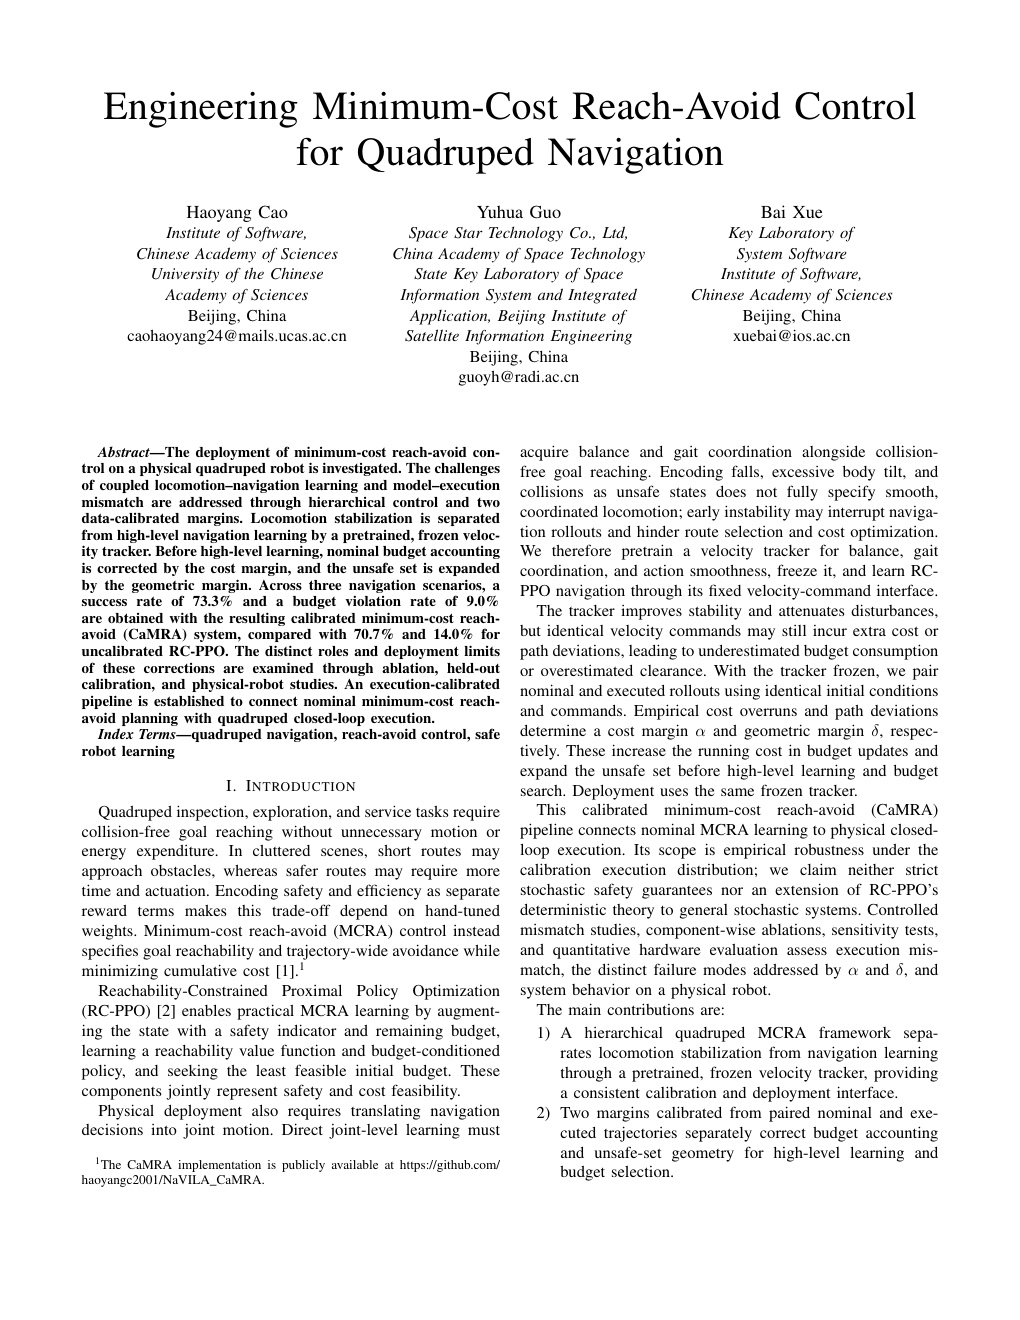 Engineering Minimum-Cost Reach-Avoid Control
for Quadruped Navigation
Haoyang Cao
Institute of Software,
Chinese Academy of Sciences
University of the Chinese
Academy of Sciences
Beijing, China
caohaoyang24@mails.ucas.ac.cn
Yuhua Guo
Space Star Technology Co., Ltd,
China Academy of Space Technology
State Key Laboratory of Space
Information System and Integrated
Application, Beijing Institute of
Satellite Information Engineering
Beijing, China
guoyh@radi.ac.cn
Bai Xue
Key Laboratory of
System Software
Institute of Software,
Chinese Academy of Sciences
Beijing, China
xuebai@ios.ac.cn
Abstract—The deployment of minimum-cost reach-avoid con-
trol on a physical quadruped robot is investigated. The challenges
of coupled locomotion–navigation learning and model–execution
mismatch are addressed through hierarchical control and two
data-calibrated margins. Locomotion stabilization is separated
from high-level navigation learning by a pretrained, frozen veloc-
ity tracker. Before high-level learning, nominal budget accounting
is corrected by the cost margin, and the unsafe set is expanded
by the geometric margin. Across three navigation scenarios, a
success rate of 73.3% and a budget violation rate of 9.0%
are obtained with the resulting calibrated minimum-cost reach-
avoid (CaMRA) system, compared with 70.7% and 14.0% for
uncalibrated RC-PPO. The distinct roles and deployment limits
of these corrections are examined through ablation, held-out
calibration, and physical-robot studies. An execution-calibrated
pipeline is established to connect nominal minimum-cost reach-
avoid planning with quadruped closed-loop execution.
Index Terms—quadruped navigation, reach-avoid control, safe
robot learning
I. INTRODUCTION
Quadruped inspection, exploration, and service tasks require
collision-free goal reaching without unnecessary motion or
energy expenditure. In cluttered scenes, short routes may
approach obstacles, whereas safer routes may require more
time and actuation. Encoding safety and efficiency as separate
reward terms makes this trade-off depend on hand-tuned
weights. Minimum-cost reach-avoid (MCRA) control instead
specifies goal reachability and trajectory-wide avoidance while
minimizing cumulative cost [1].1
Reachability-Constrained Proximal Policy Optimization
(RC-PPO) [2] enables practical MCRA learning by augment-
ing the state with a safety indicator and remaining budget,
learning a reachability value function and budget-conditioned
policy, and seeking the least feasible initial budget. These
components jointly represent safety and cost feasibility.
Physical deployment also requires translating navigation
decisions into joint motion. Direct joint-level learning must
1The CaMRA implementation is publicly available at https://github.com/
haoyangc2001/NaVILA_CaMRA.
acquire balance and gait coordination alongside collision-
free goal reaching. Encoding falls, excessive body tilt, and
collisions as unsafe states does not fully specify smooth,
coordinated locomotion; early instability may interrupt naviga-
tion rollouts and hinder route selection and cost optimization.
We therefore pretrain a velocity tracker for balance, gait
coordination, and action smoothness, freeze it, and learn RC-
PPO navigation through its fixed velocity-command interface.
The tracker improves stability and attenuates disturbances,
but identical velocity commands may still incur extra cost or
path deviations, leading to underestimated budget consumption
or overestimated clearance. With the tracker frozen, we pair
nominal and executed rollouts using identical initial conditions
and commands. Empirical cost overruns and path deviations
determine a cost margin α and geometric margin δ, respec-
tively. These increase the running cost in budget updates and
expand the unsafe set before high-level learning and budget
search. Deployment uses the same frozen tracker.
This calibrated minimum-cost reach-avoid (CaMRA)
pipeline connects nominal MCRA learning to physical closed-
loop execution. Its scope is empirical robustness under the
calibration execution distribution; we claim neither strict
stochastic safety guarantees nor an extension of RC-PPO's
deterministic theory to general stochastic systems. Controlled
mismatch studies, component-wise ablations, sensitivity tests,
and quantitative hardware evaluation assess execution mis-
match, the distinct failure modes addressed by α and δ, and
system behavior on a physical robot.
The main contributions are:
1) A hierarchical quadruped MCRA framework sepa-
rates locomotion stabilization from navigation learning
through a pretrained, frozen velocity tracker, providing
a consistent calibration and deployment interface.
2) Two margins calibrated from paired nominal and exe-
cuted trajectories separately correct budget accounting
and unsafe-set geometry for high-level learning and
budget selection.